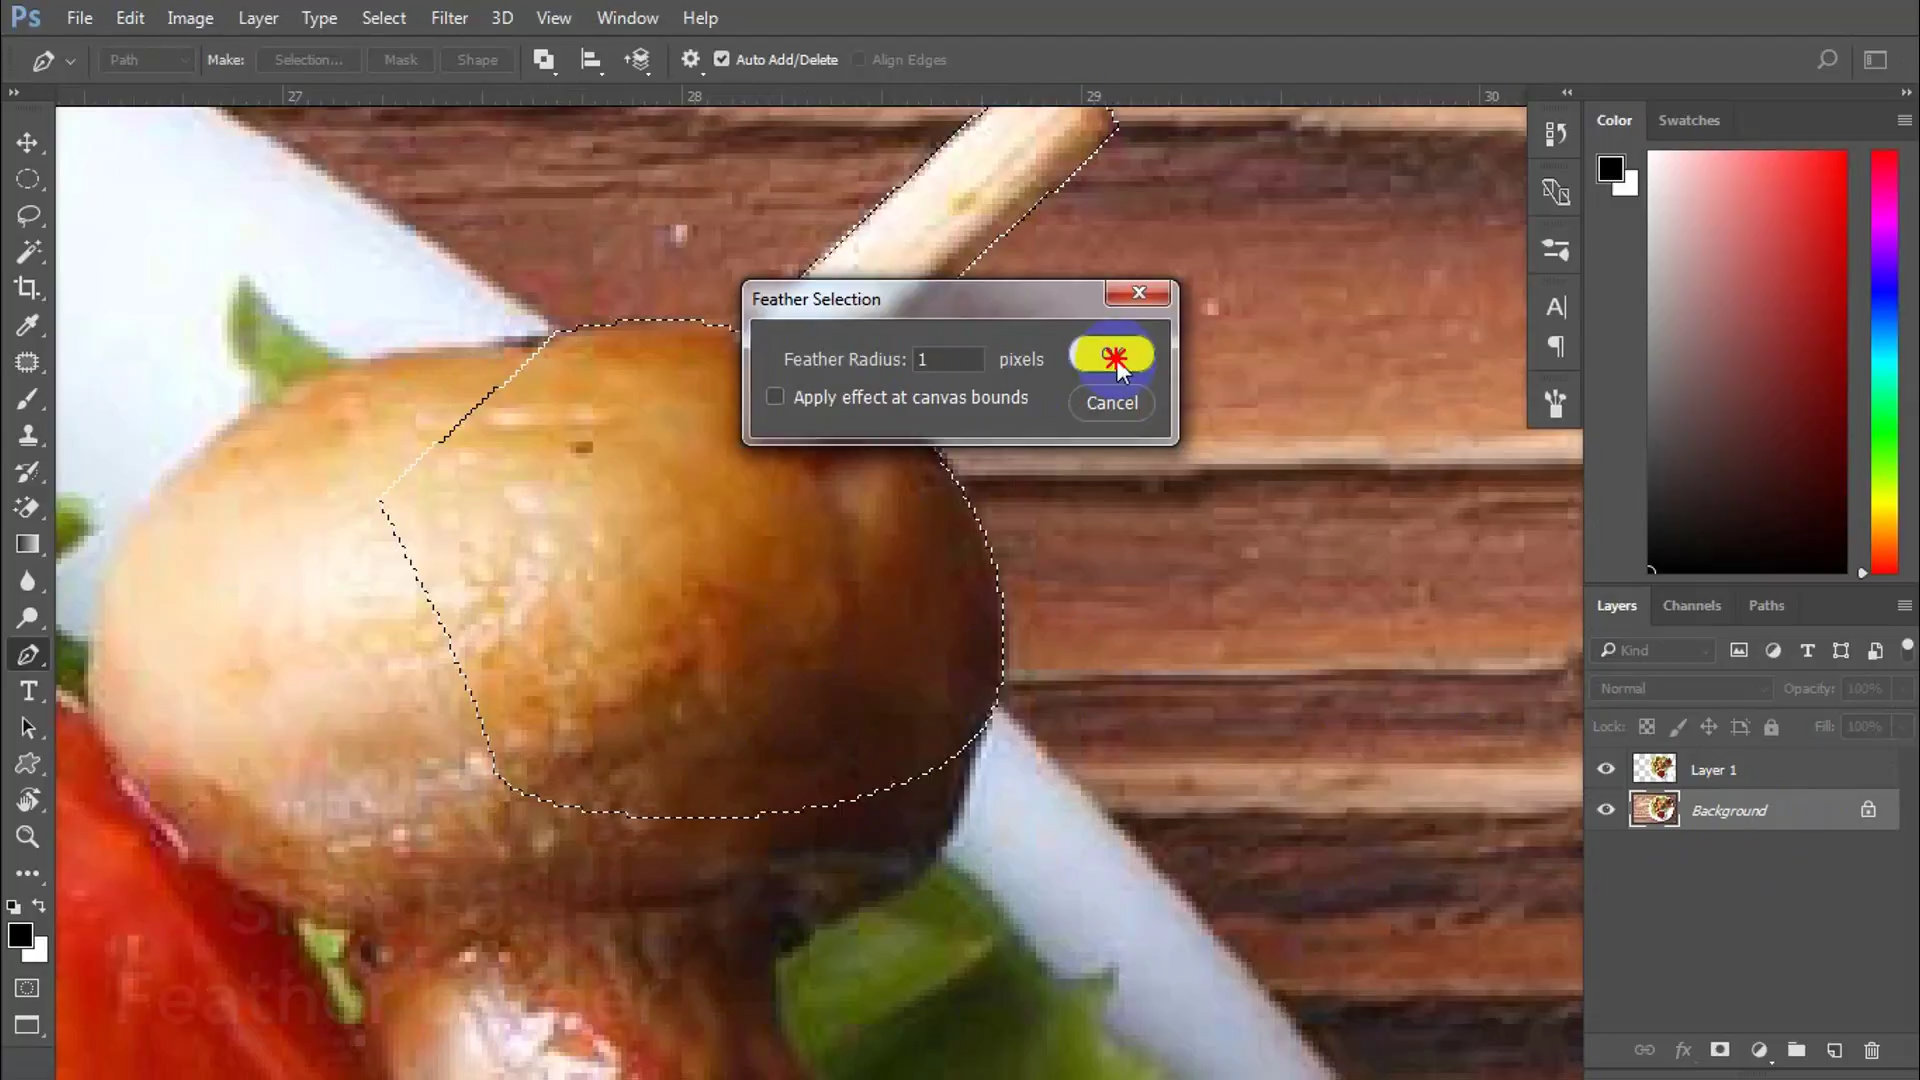 Ps File Edit Image Layer Type Select Filter 3D View Window Help
Path Make: Selection... Mask Shape Auto Add/Delete Align Edges
27 28 29 30
Color Swatches
Feather Selection
Feather Radius: 1 pixels
Apply effect at canvas bounds
Cancel
Layers Channels Paths
Kind
Normal Opacity: 100%
Lock: Fill: 100%
Layer 1
Background
Feather
fx